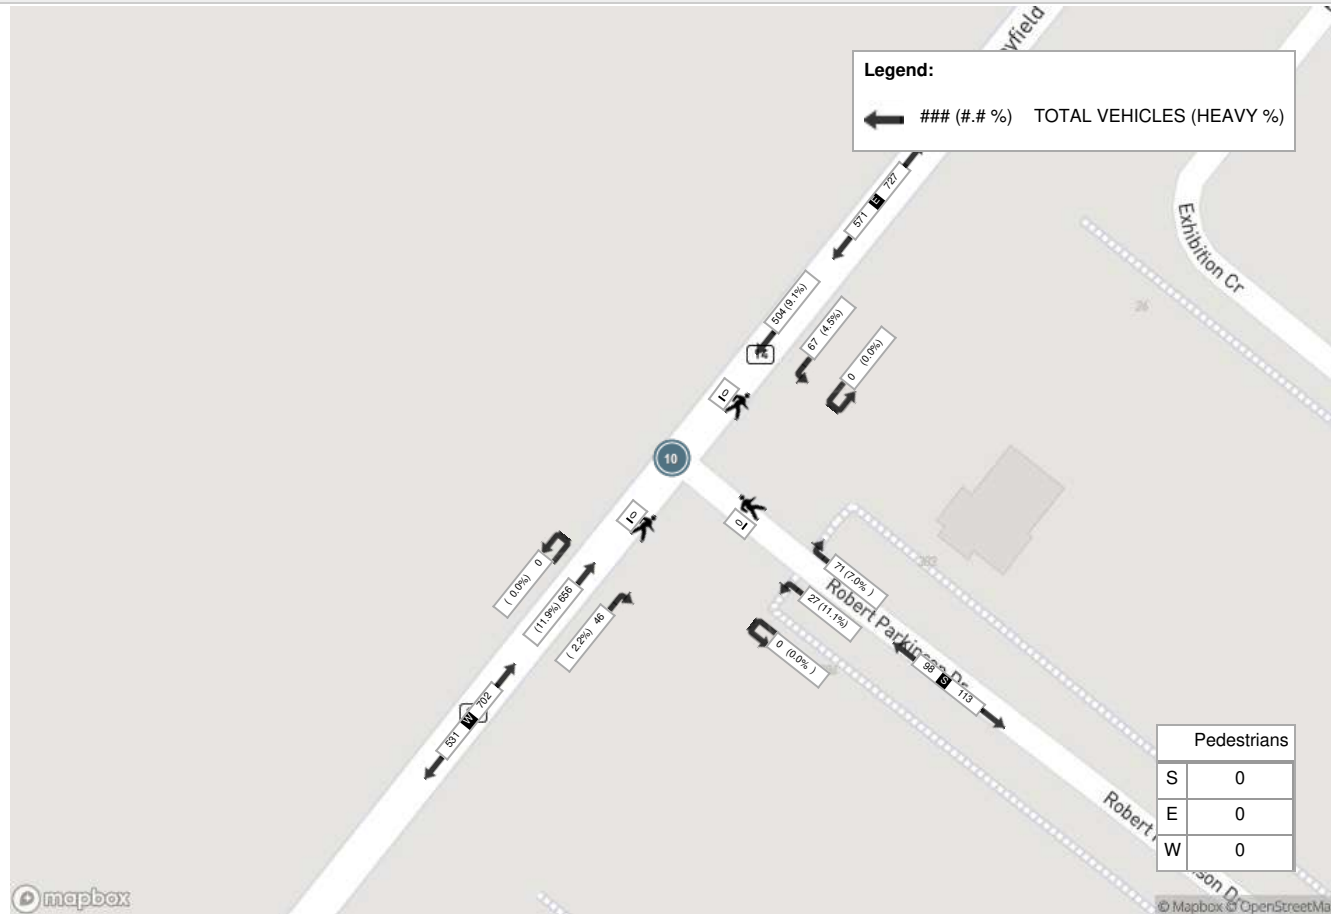 yfield
Legend:
### (#.# %) TOTAL VEHICLES (HEAVY %)
727
E
571
Exhibition Cr
504 (9.1%)
67 (4.5%)
0 (0.0%)
26
14
0
10
0
0
( 0.0%) 0
(11.9%) 656
( 2.2%) 46
71 (7.0% )
27 (11.1%)
0 (0.0% )
Robert Parkinson Dr
98
S
113
702
W
531
Pedestrians
S 0
E 0
W 0
Robert
son Dr
mapbox
© Mapbox © OpenStreetMa